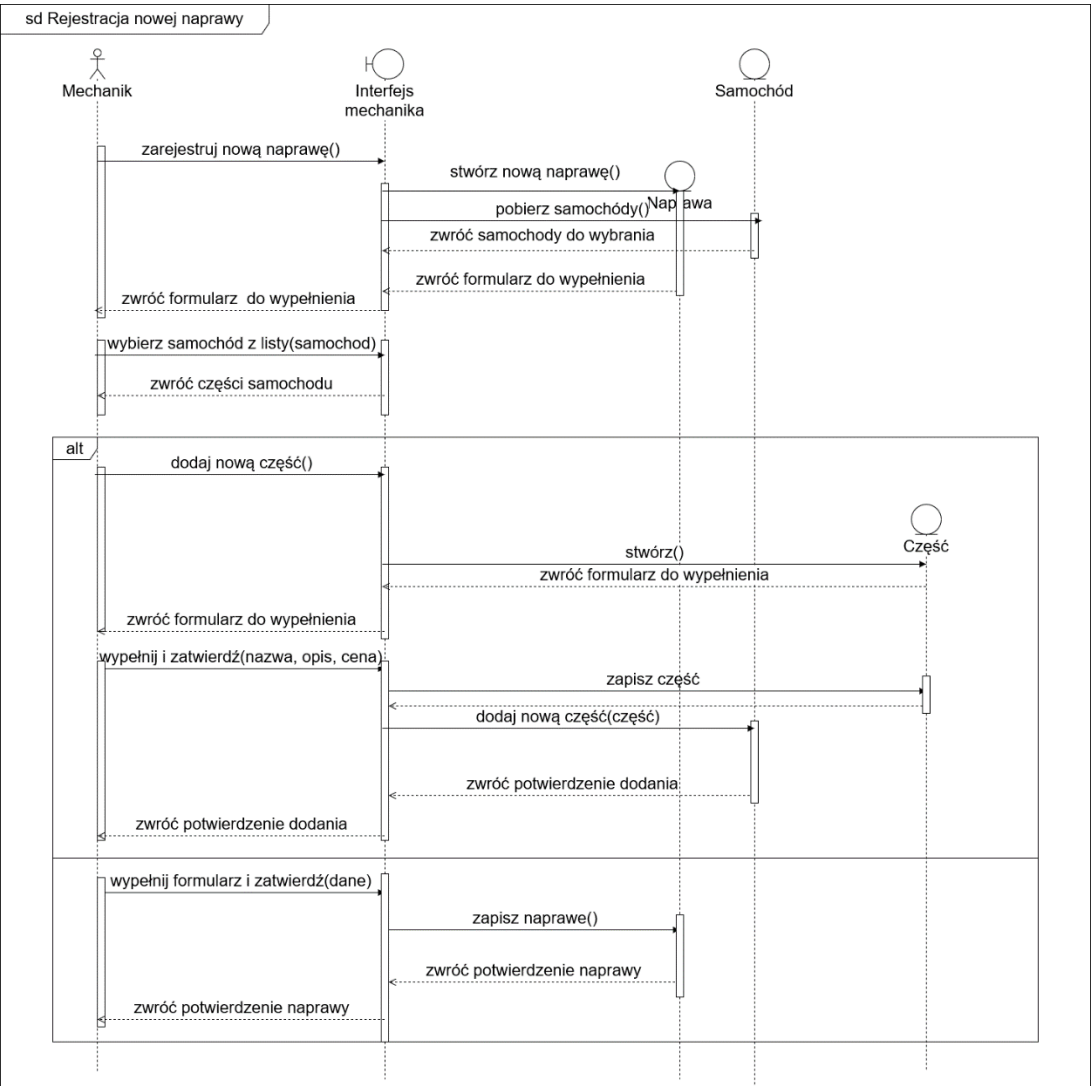 sd Rejestracja nowej naprawy
Mechanik
Interfejs
mechanika
Samochód
zarejestruj nową naprawę()
stwórz nową naprawę()
Naprawa
pobierz samochódy()
zwróć samochody do wybrania
zwróć formularz do wypełnienia
zwróć formularz  do wypełnienia
wybierz samochód z listy(samochod)
zwróć części samochodu
alt
dodaj nową część()
Część
stwórz()
zwróć formularz do wypełnienia
zwróć formularz do wypełnienia
wypełnij i zatwierdź(nazwa, opis, cena)
zapisz część
dodaj nową część(część)
zwróć potwierdzenie dodania
zwróć potwierdzenie dodania
wypełnij formularz i zatwierdź(dane)
zapisz naprawe()
zwróć potwierdzenie naprawy
zwróć potwierdzenie naprawy